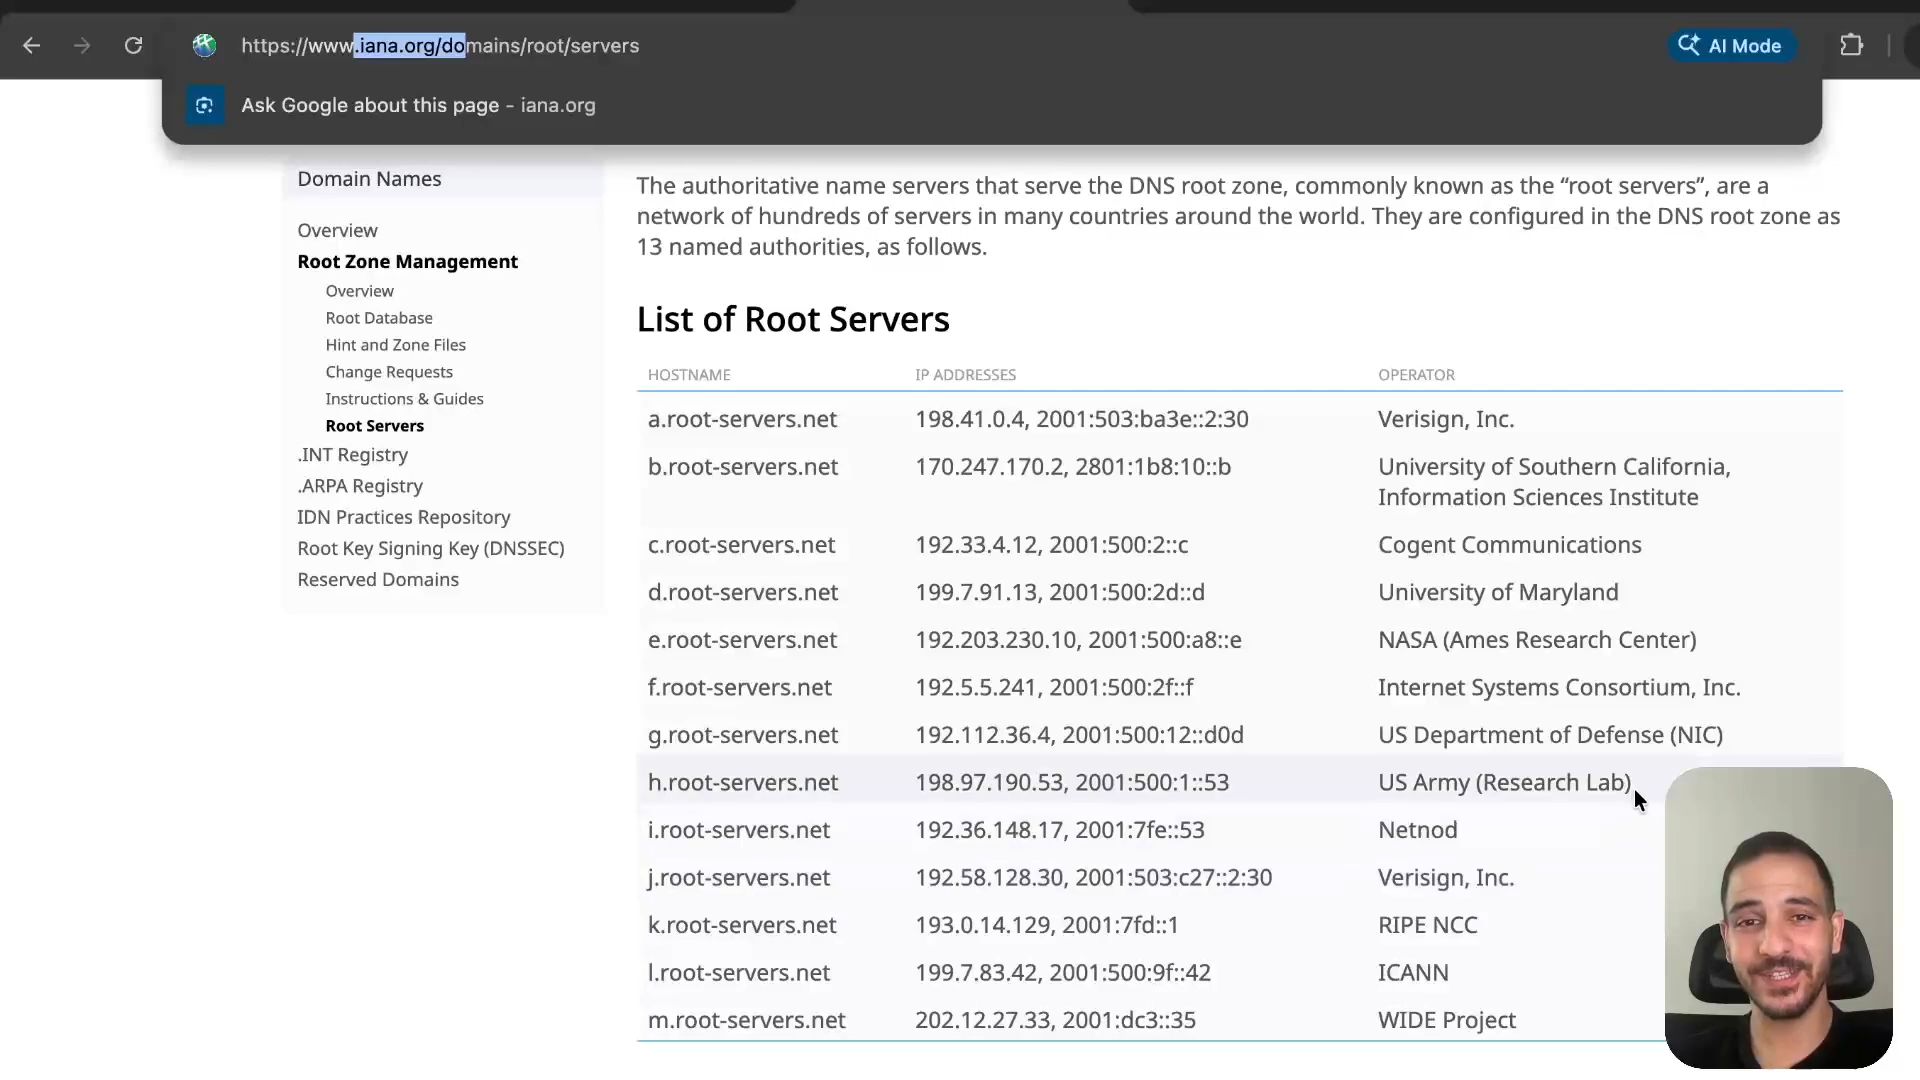 https://www.iana.org/domains/root/servers
AI Mode
Ask Google about this page - iana.org
Domain Names
Overview
Root Zone Management
Overview
Root Database
Hint and Zone Files
Change Requests
Instructions & Guides
Root Servers
.INT Registry
.ARPA Registry
IDN Practices Repository
Root Key Signing Key (DNSSEC)
Reserved Domains
The authoritative name servers that serve the DNS root zone, commonly known as the “root servers”, are a
network of hundreds of servers in many countries around the world. They are configured in the DNS root zone as
13 named authorities, as follows.
List of Root Servers
HOSTNAME IP ADDRESSES OPERATOR
a.root-servers.net 198.41.0.4, 2001:503:ba3e::2:30 Verisign, Inc.
b.root-servers.net 170.247.170.2, 2801:1b8:10::b University of Southern California,
Information Sciences Institute
c.root-servers.net 192.33.4.12, 2001:500:2::c Cogent Communications
d.root-servers.net 199.7.91.13, 2001:500:2d::d University of Maryland
e.root-servers.net 192.203.230.10, 2001:500:a8::e NASA (Ames Research Center)
f.root-servers.net 192.5.5.241, 2001:500:2f::f Internet Systems Consortium, Inc.
g.root-servers.net 192.112.36.4, 2001:500:12::d0d US Department of Defense (NIC)
h.root-servers.net 198.97.190.53, 2001:500:1::53 US Army (Research Lab)
i.root-servers.net 192.36.148.17, 2001:7fe::53 Netnod
j.root-servers.net 192.58.128.30, 2001:503:c27::2:30 Verisign, Inc.
k.root-servers.net 193.0.14.129, 2001:7fd::1 RIPE NCC
l.root-servers.net 199.7.83.42, 2001:500:9f::42 ICANN
m.root-servers.net 202.12.27.33, 2001:dc3::35 WIDE Project